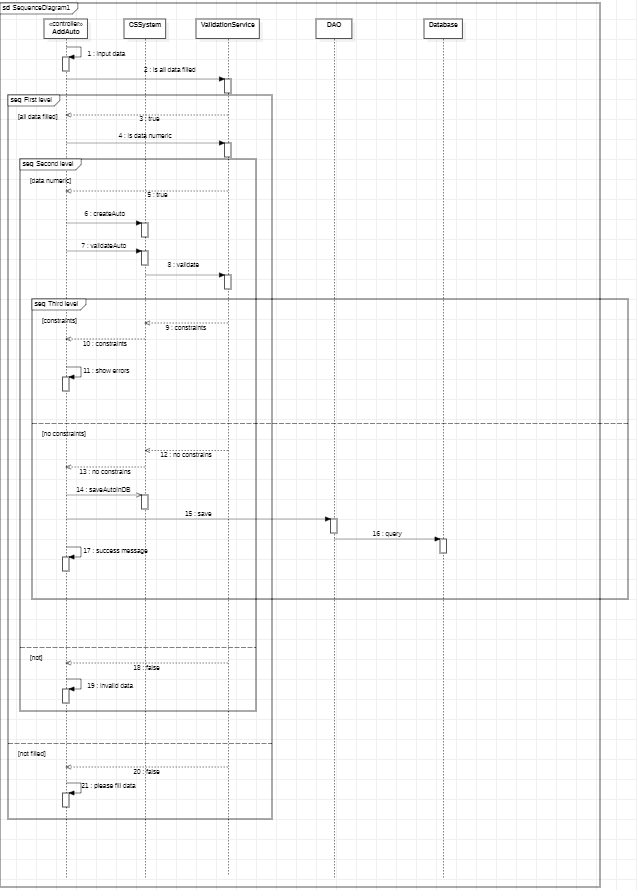 sd SequenceDiagram1
«controller»
AddAuto
CSSystem
ValidationService
DAO
Database
1 : input data
2 : is all data filled
seq First level
[all data filled]
3 : true
4 : is data numeric
seq Second level
[data numeric]
5 : true
6 : createAuto
7 : validateAuto
8 : validate
seq Third level
[constraints]
9 : constraints
10 : constraints
11 : show errors
[no constraints]
12 : no constrains
13 : no constrains
14 : saveAutoInDB
15 : save
16 : query
17 : success message
[not]
18 : false
19 : invalid data
[not filled]
20 : false
21 : please fill data